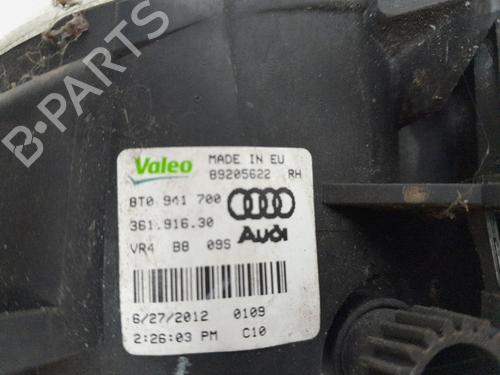 B-PARTS
Valeo MADE IN EU
89205622 RH
8T0 941 700
361.916.30
VR4 B8 09S Audi
6/27/2012 0109
2:26:03 PM C10